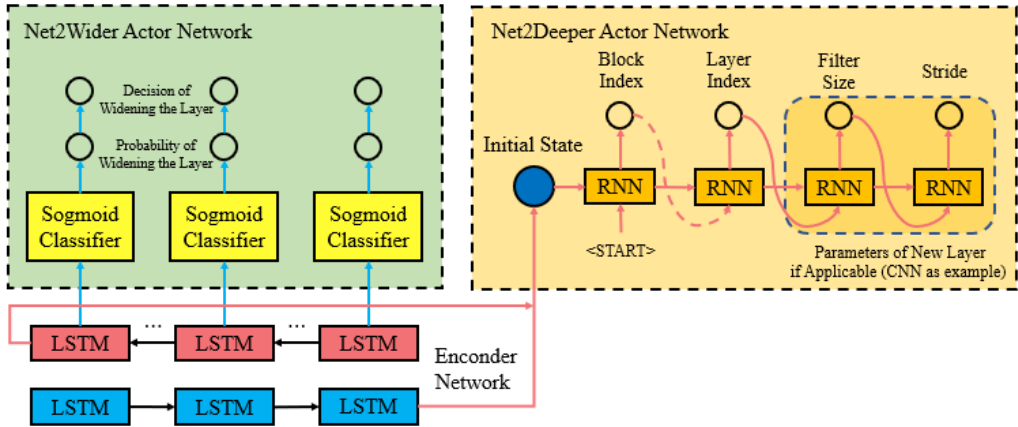 Net2Wider Actor Network
Decision of
Widening the Layer
Probability of
Widening the Layer
Sogmoid
Classifier
Sogmoid
Classifier
Sogmoid
Classifier
...
...
LSTM
LSTM
LSTM
LSTM
LSTM
LSTM
Enconder
Network
Net2Deeper Actor Network
Block
Index
Layer
Index
Filter
Size
Stride
Initial State
RNN
RNN
RNN
RNN
<START>
Parameters of New Layer
if Applicable (CNN as example)